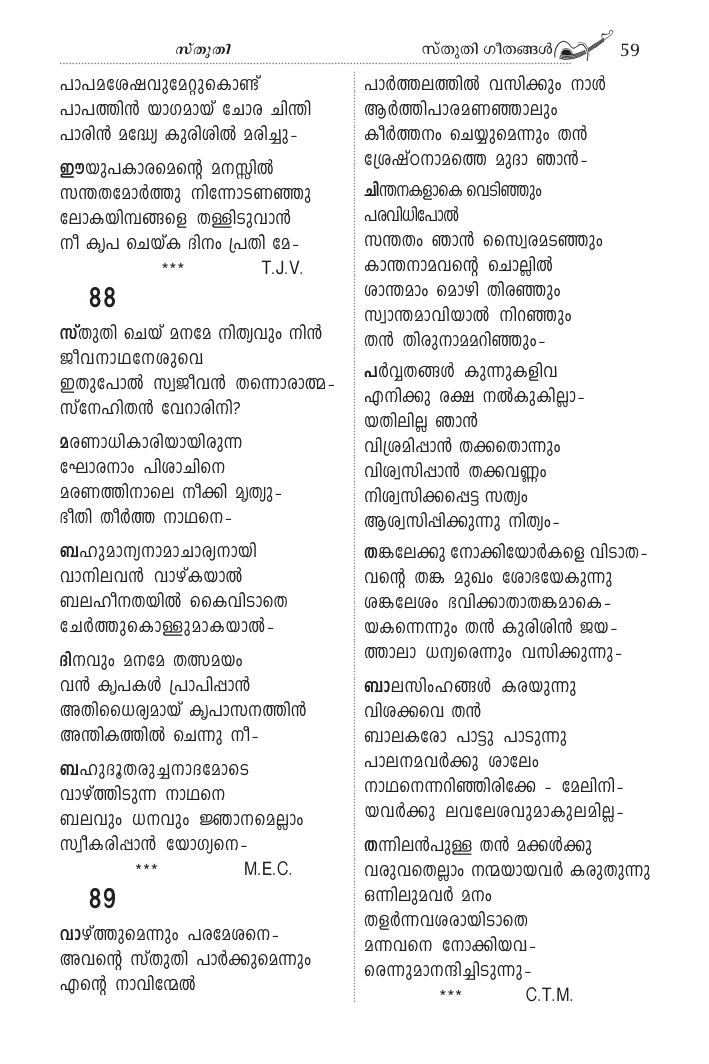 സ്തുതി
സ്തുതി ഗീതങ്ങൾ 59
പാപമശേഷവുമേറ്റുകൊണ്ട്
പാപത്തിൻ യാഗമായ് ചോര ചിന്തി
പാരിൻ മദ്ധ്യേ കുരിശിൽ മരിച്ചു-
ഈയുപകാരമെന്റെ മനസ്സിൽ
സന്തതമോർത്തു നിന്നോടണഞ്ഞു
ലോകയിമ്പങ്ങളെ തള്ളിടുവാൻ
നീ കൃപ ചെയ്ക ദിനം പ്രതി മേ-
*** T.J.V.
88
സ്തുതി ചെയ് മനമേ നിത്യവും നിൻ
ജീവനാഥനേശുവെ
ഇതുപോൽ സ്വജീവൻ തന്നൊരാത്മ-
സ്നേഹിതൻ വേറാരിനി?
മരണാധികാരിയായിരുന്ന
ഘോരനാം പിശാചിനെ
മരണത്തിനാലെ നീക്കി മൃത്യു-
ഭീതി തീർത്ത നാഥനെ-
ബഹുമാന്യനാമാചാര്യനായി
വാനിലവൻ വാഴ്കയാൽ
ബലഹീനതയിൽ കൈവിടാതെ
ചേർത്തുകൊള്ളുമാകയാൽ-
ദിനവും മനമേ തത്സമയം
വൻ കൃപകൾ പ്രാപിപ്പാൻ
അതിധൈര്യമായ് കൃപാസനത്തിൻ
അന്തികത്തിൽ ചെന്നു നീ-
ബഹുദൂതരുച്ചനാദമോടെ
വാഴ്ത്തിടുന്ന നാഥനെ
ബലവും ധനവും ജ്ഞാനമെല്ലാം
സ്വീകരിപ്പാൻ യോഗ്യനെ-
*** M.E.C.
89
വാഴ്ത്തുമെന്നും പരമേശനെ-
അവന്റെ സ്തുതി പാർക്കുമെന്നും
എന്റെ നാവിന്മേൽ
പാർത്തലത്തിൽ വസിക്കും നാൾ
ആർത്തിപാരമണഞ്ഞാലും
കീർത്തനം ചെയ്യുമെന്നും തൻ
ശ്രേഷ്ഠനാമത്തെ മുദാ ഞാൻ-
ചിന്തനകളാകെ വെടിഞ്ഞും
പരവിധിപോൽ
സന്തതം ഞാൻ സ്വൈരമടഞ്ഞും
കാന്തനാമവന്റെ ചൊല്ലിൽ
ശാന്തമാം മൊഴി തിരഞ്ഞും
സ്വാന്തമാവിയാൽ നിറഞ്ഞും
തൻ തിരുനാമമറിഞ്ഞും-
പർവ്വതങ്ങൾ കുന്നുകളിവ
എനിക്കു രക്ഷ നൽകുകില്ലാ-
യതിലില്ല ഞാൻ
വിശ്രമിപ്പാൻ തക്കതൊന്നും
വിശ്വസിപ്പാൻ തക്കവണ്ണം
നിശ്വസിക്കപ്പെട്ട സത്യം
ആശ്വസിപ്പിക്കുന്നു നിത്യം-
തങ്കലേക്കു നോക്കിയോർകളെ വിടാത-
വന്റെ തങ്ക മുഖം ശോഭയേകുന്നു
ശങ്കലേശം ഭവിക്കാതാതങ്കമാകെ-
യകന്നെന്നും തൻ കുരിശിൻ ജയ-
ത്താലാ ധന്യരെന്നും വസിക്കുന്നു-
ബാലസിംഹങ്ങൾ കരയുന്നു
വിശക്കവെ തൻ
ബാലകരോ പാട്ടു പാടുന്നു
പാലനമവർക്കു ശാലേം
നാഥനെന്നറിഞ്ഞിരിക്കേ - മേലിനി-
യവർക്കു ലവലേശവുമാകുലമില്ല-
തന്നിലൻപുള്ള തൻ മക്കൾക്കു
വരുവതെല്ലാം നന്മയായവർ കരുതുന്നു
ഒന്നിലുമവർ മനം
തളർന്നവശരായിടാതെ
മന്നവനെ നോക്കിയവ-
രെന്നുമാനന്ദിച്ചിടുന്നു-
*** C.T.M.